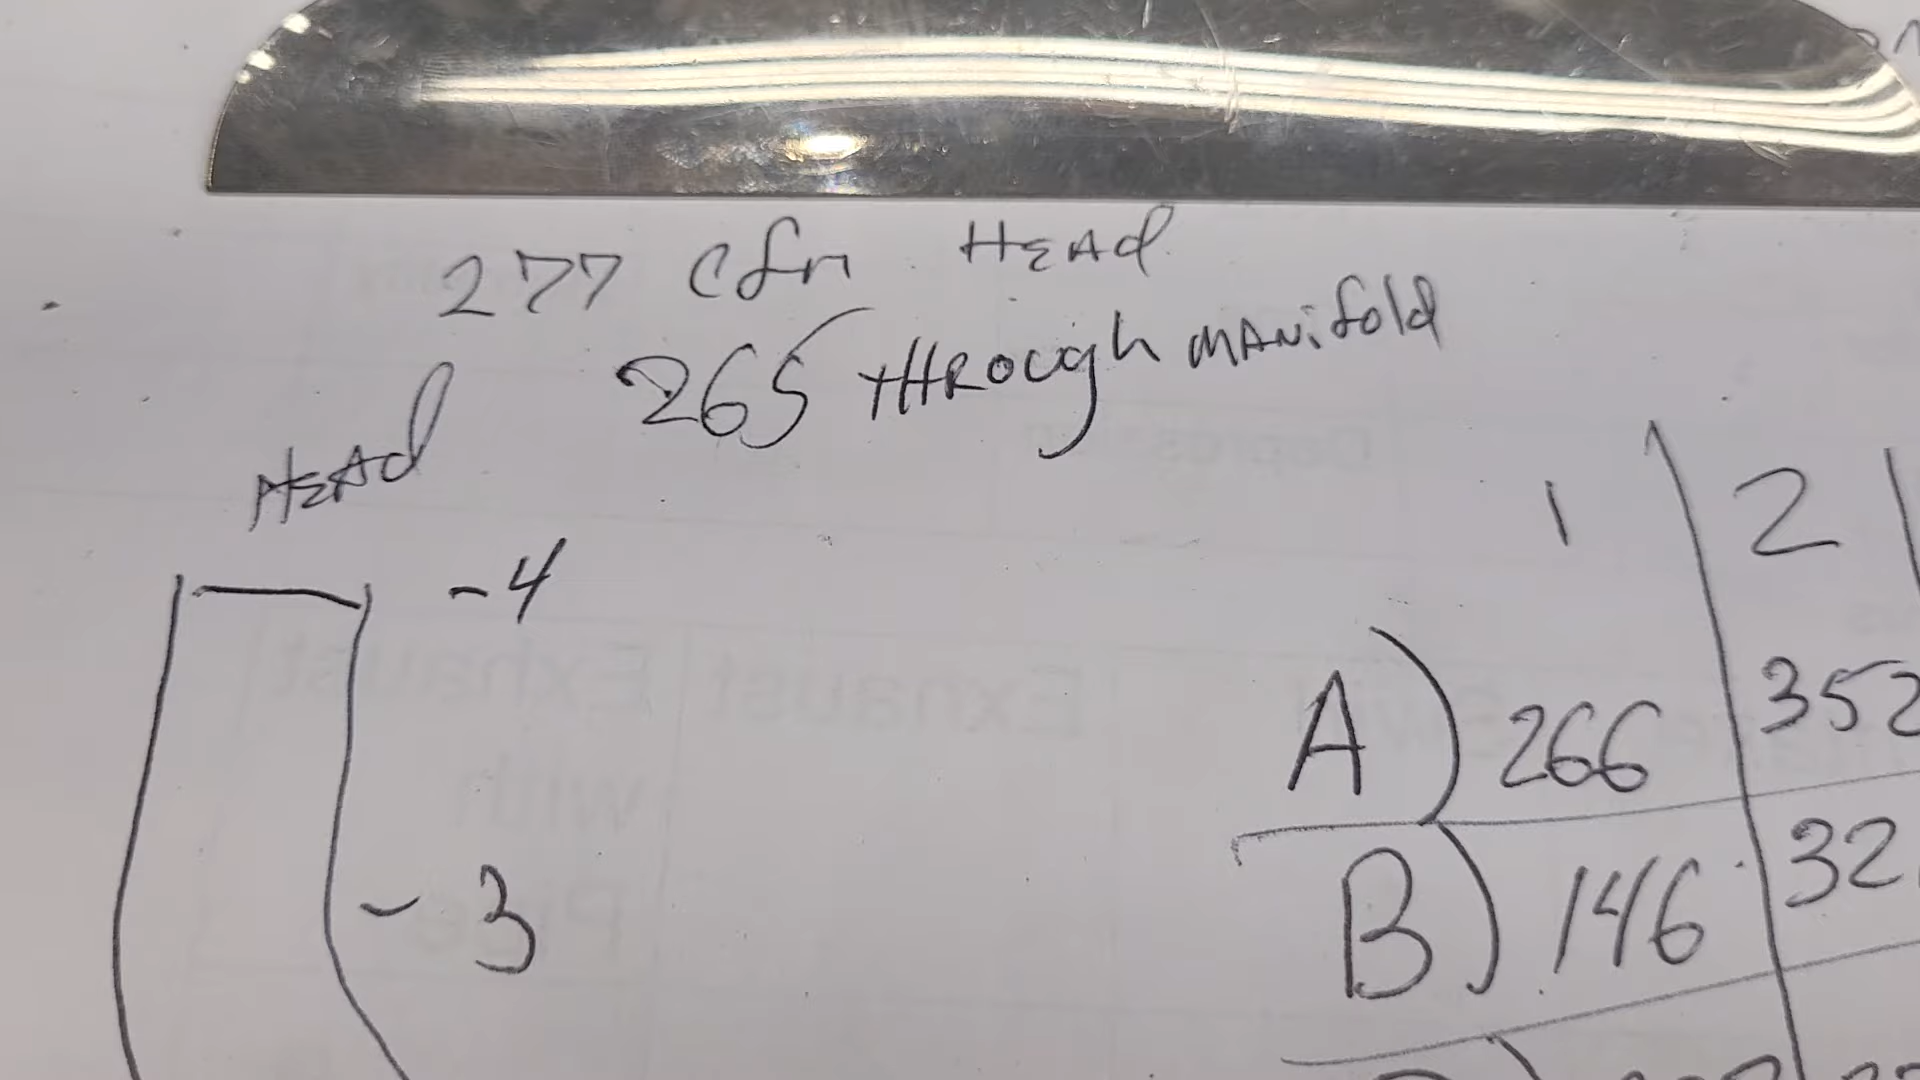 277 cfm HEAD
265 THROUGH MANifold
HEAD
1 2
- 4
A) 266 352
- 3
B) 146 32